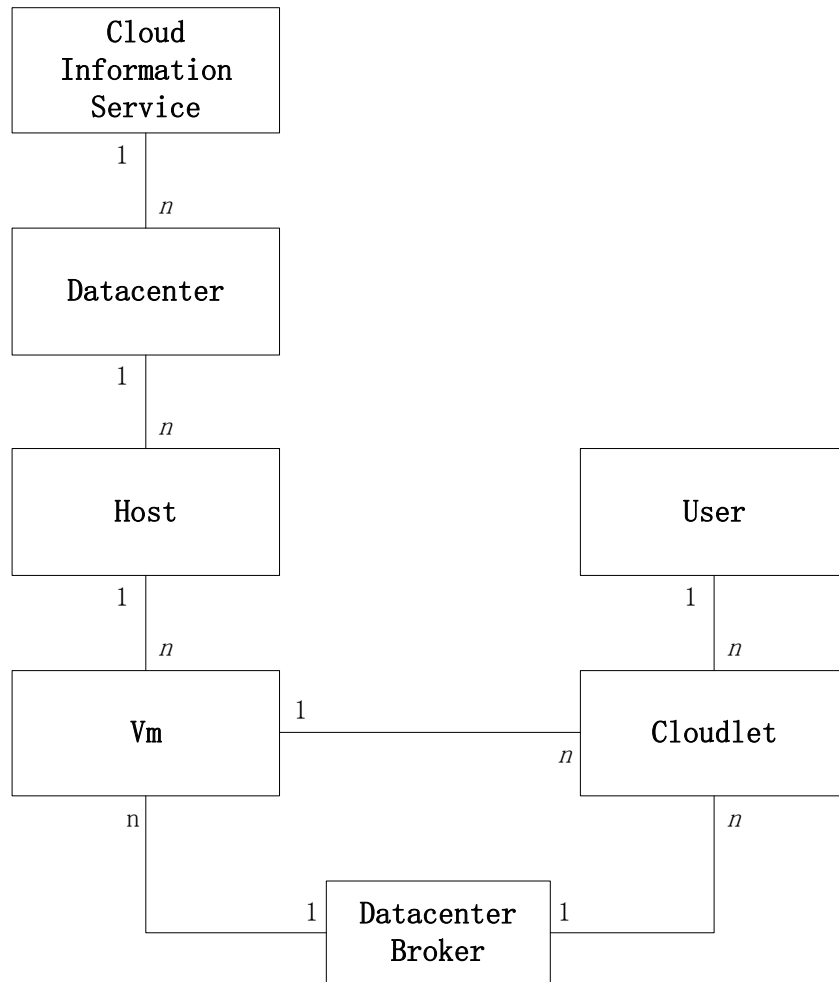 Cloud
Information
Service
1
n
Datacenter
1
n
Host
User
1
1
n
n
Vm
1
Cloudlet
n
n
n
1
Datacenter
1
Broker